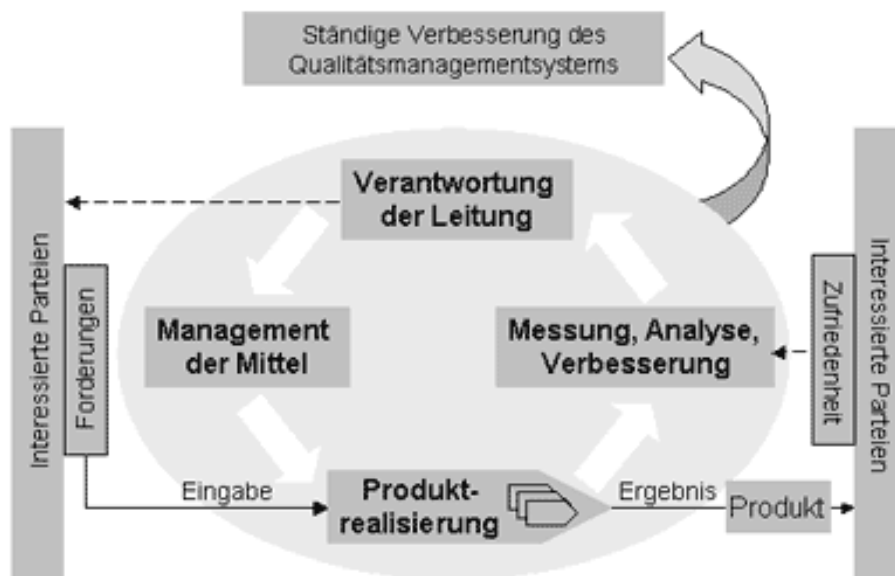 Ständige Verbesserung des
Qualitätsmanagementsystems
Interessierte Parteien
Forderungen
Verantwortung
der Leitung
Management
der Mittel
Messung, Analyse,
Verbesserung
Zufriedenheit
Interessierte Parteien
Eingabe
Produkt-
realisierung
Ergebnis
Produkt